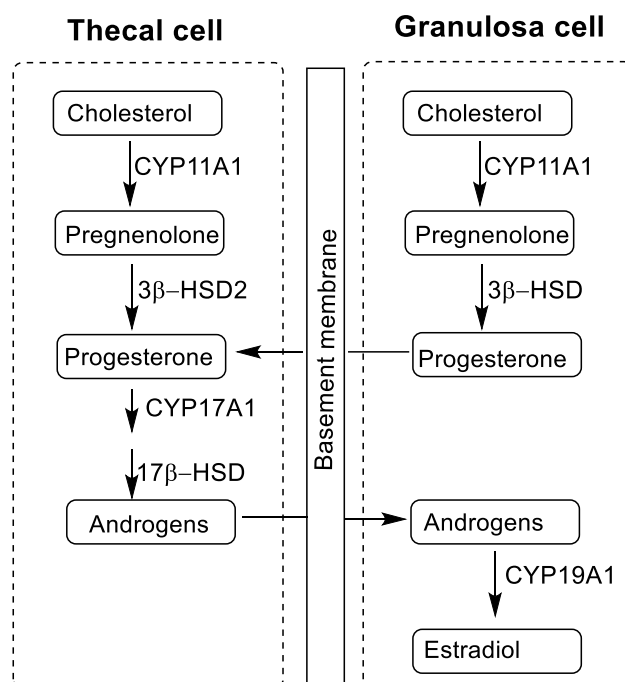 Thecal cell
Cholesterol
CYP11A1
Pregnenolone
3β–HSD2
Progesterone
CYP17A1
17β–HSD
Androgens
Basement membrane
Granulosa cell
Cholesterol
CYP11A1
Pregnenolone
3β–HSD
Progesterone
Androgens
CYP19A1
Estradiol